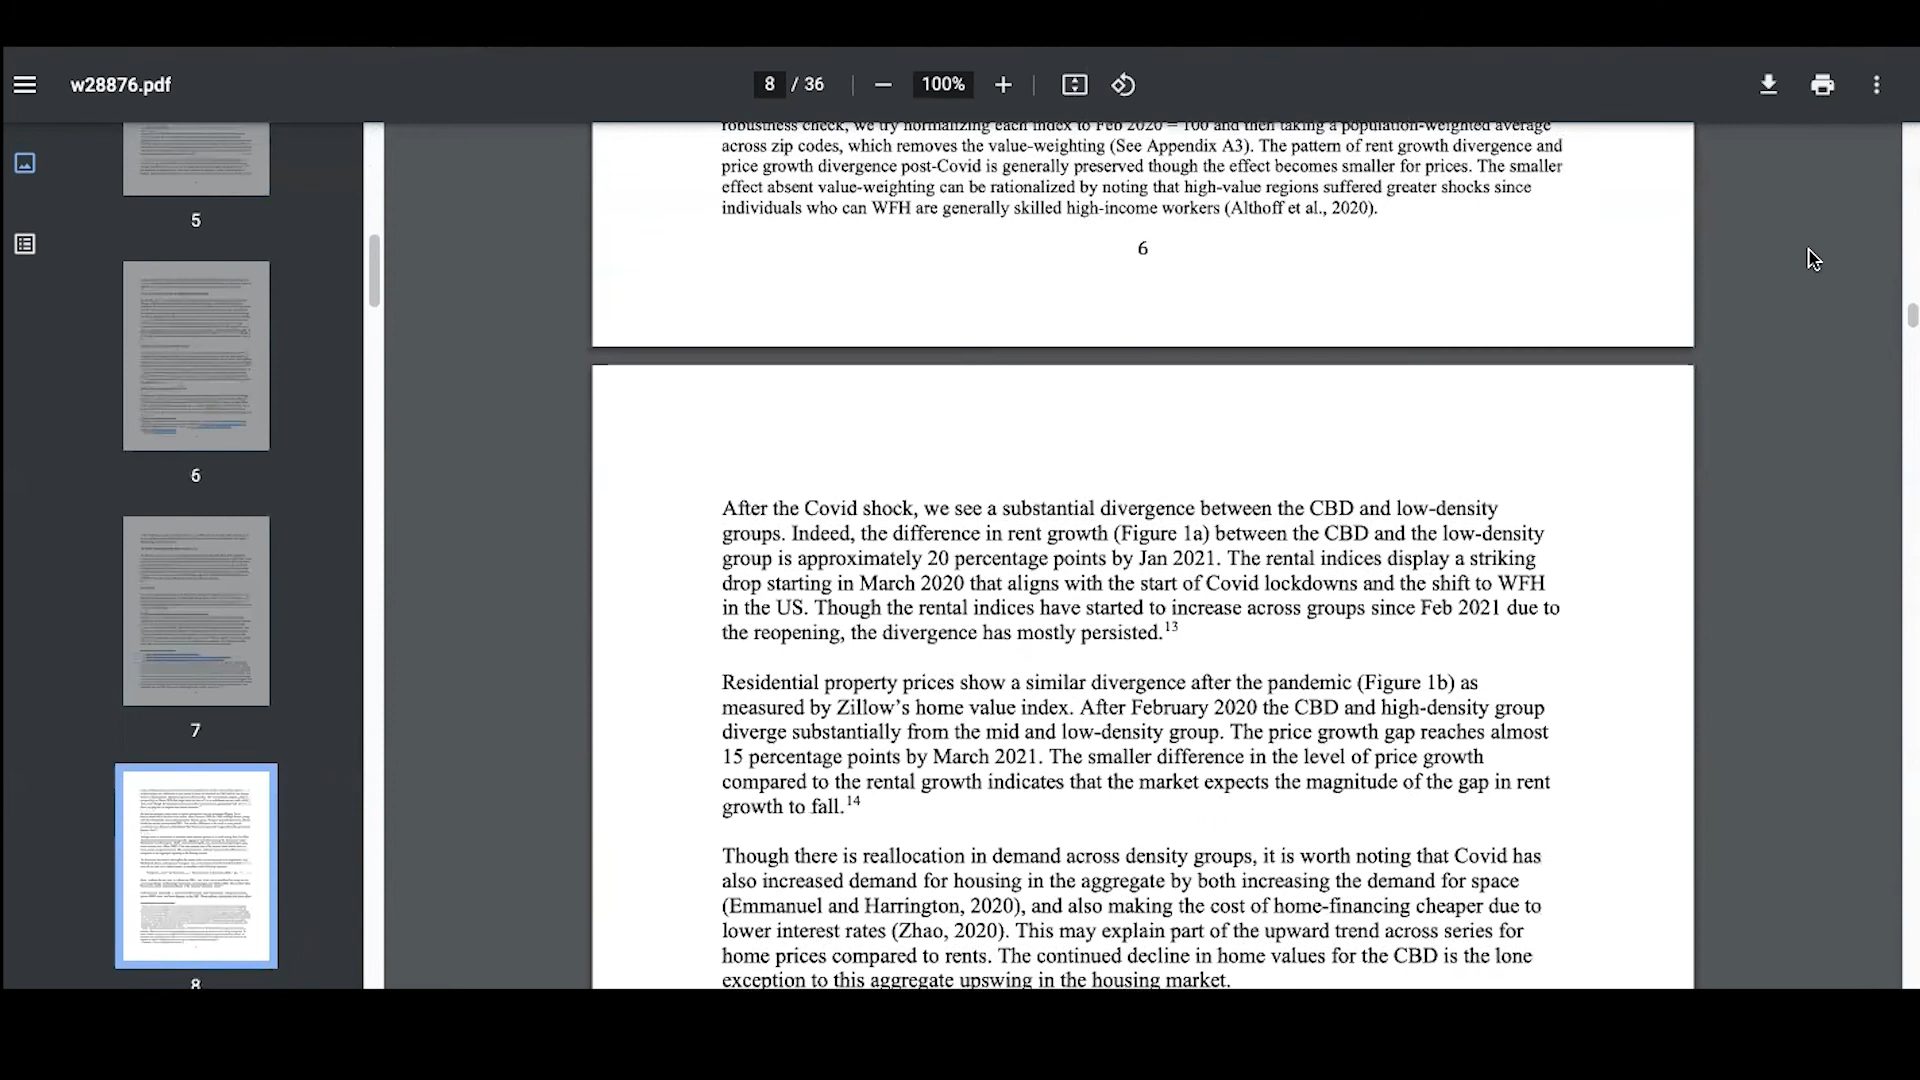 w28876.pdf
8 / 36
100%
5
6
7
8
robustness check, we try normalizing each index to Feb 2020 = 100 and then taking a population-weighted average
across zip codes, which removes the value-weighting (See Appendix A3). The pattern of rent growth divergence and
price growth divergence post-Covid is generally preserved though the effect becomes smaller for prices. The smaller
effect absent value-weighting can be rationalized by noting that high-value regions suffered greater shocks since
individuals who can WFH are generally skilled high-income workers (Althoff et al., 2020).
6
After the Covid shock, we see a substantial divergence between the CBD and low-density
groups. Indeed, the difference in rent growth (Figure 1a) between the CBD and the low-density
group is approximately 20 percentage points by Jan 2021. The rental indices display a striking
drop starting in March 2020 that aligns with the start of Covid lockdowns and the shift to WFH
in the US. Though the rental indices have started to increase across groups since Feb 2021 due to
the reopening, the divergence has mostly persisted.13
Residential property prices show a similar divergence after the pandemic (Figure 1b) as
measured by Zillow’s home value index. After February 2020 the CBD and high-density group
diverge substantially from the mid and low-density group. The price growth gap reaches almost
15 percentage points by March 2021. The smaller difference in the level of price growth
compared to the rental growth indicates that the market expects the magnitude of the gap in rent
growth to fall.14
Though there is reallocation in demand across density groups, it is worth noting that Covid has
also increased demand for housing in the aggregate by both increasing the demand for space
(Emmanuel and Harrington, 2020), and also making the cost of home-financing cheaper due to
lower interest rates (Zhao, 2020). This may explain part of the upward trend across series for
home prices compared to rents. The continued decline in home values for the CBD is the lone
exception to this aggregate upswing in the housing market.